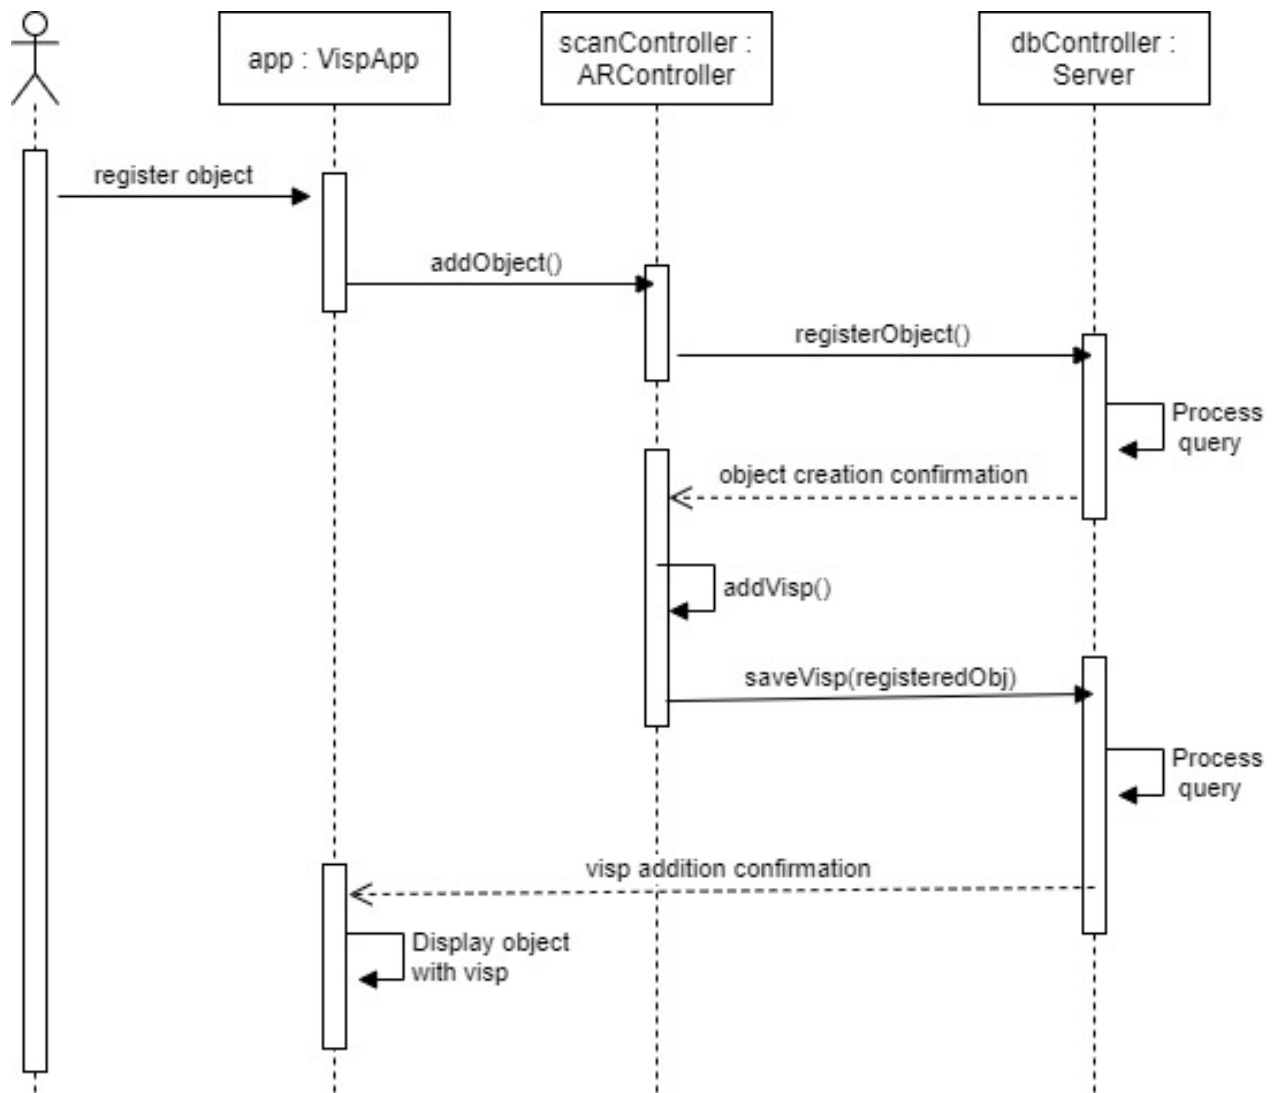 app : VispApp
scanController :
ARController
dbController :
Server
register object
addObject()
registerObject()
Process
query
object creation confirmation
addVisp()
saveVisp(registeredObj)
Process
query
visp addition confirmation
Display object
with visp